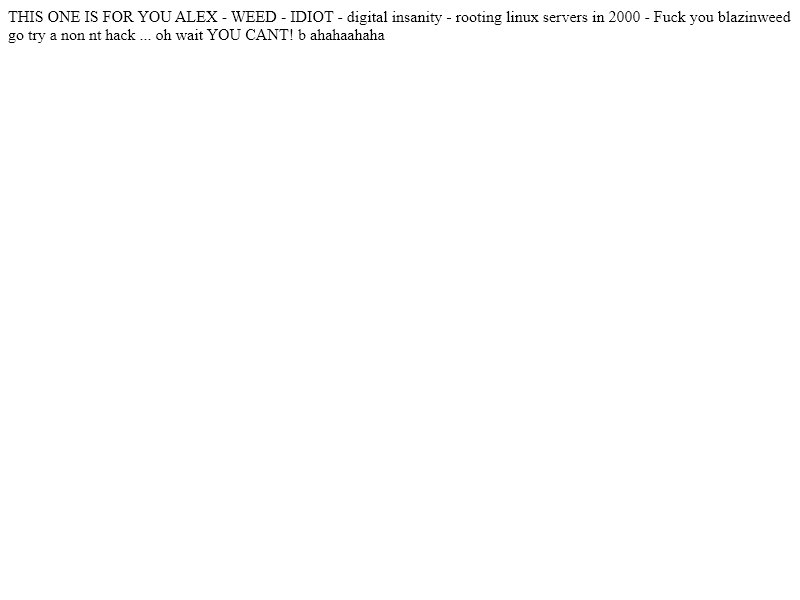 THIS ONE IS FOR YOU ALEX - WEED - IDIOT - digital insanity - rooting linux servers in 2000 - Fuck you blazinweed
go try a non nt hack ... oh wait YOU CANT! b ahahaahaha